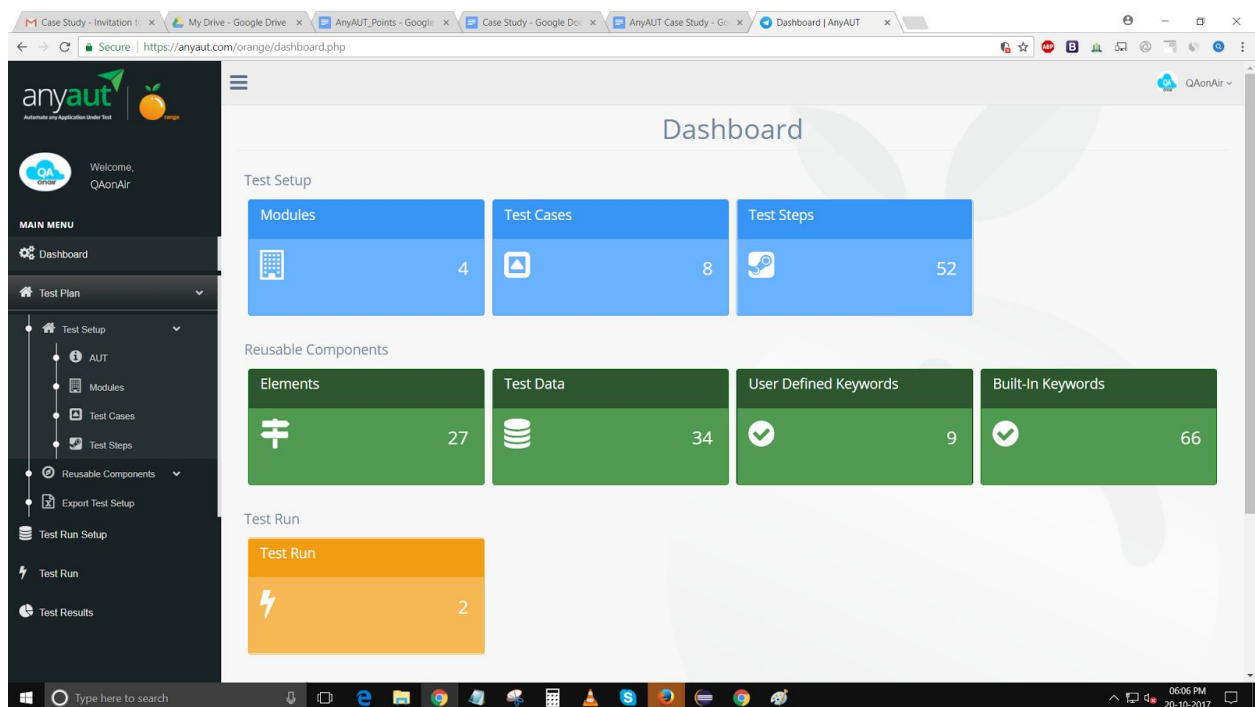 Case Study - Invitation to
My Drive - Google Drive
AnyAUT_Points - Google
Case Study - Google Doc
AnyAUT Case Study - Go
Dashboard | AnyAUT
Secure | https://anyaut.com/orange/dashboard.php
anyaut
Automate any Application Under Test
range
QAonAir
Dashboard
QA
onair
Welcome,
QAonAir
MAIN MENU
Dashboard
Test Plan
Test Setup
AUT
Modules
Test Cases
Test Steps
Reusable Components
Export Test Setup
Test Run Setup
Test Run
Test Results
Test Setup
Modules
4
Test Cases
8
Test Steps
52
Reusable Components
Elements
27
Test Data
34
User Defined Keywords
9
Built-In Keywords
66
Test Run
Test Run
2
Type here to search
06:06 PM
20-10-2017